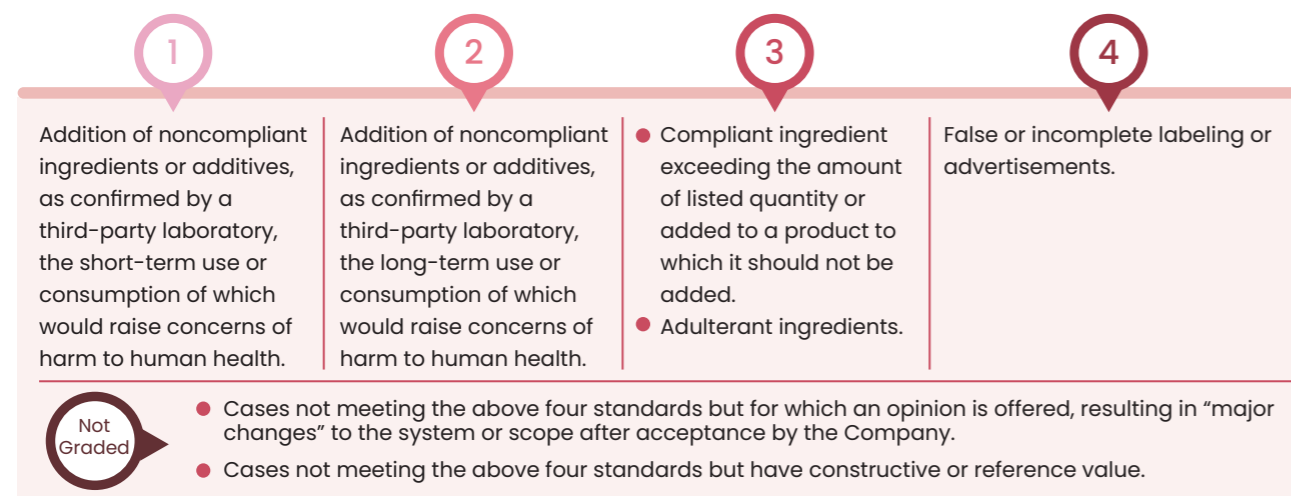 1
Addition of noncompliant
ingredients or additives,
as confirmed by a
third-party laboratory,
the short-term use or
consumption of which
would raise concerns of
harm to human health.
2
Addition of noncompliant
ingredients or additives,
as confirmed by a
third-party laboratory,
the long-term use or
consumption of which
would raise concerns of
harm to human health.
3
● Compliant ingredient
exceeding the amount
of listed quantity or
added to a product to
which it should not be
added.
● Adulterant ingredients.
4
False or incomplete labeling or
advertisements.
Not
Graded
● Cases not meeting the above four standards but for which an opinion is offered, resulting in “major
changes” to the system or scope after acceptance by the Company.
● Cases not meeting the above four standards but have constructive or reference value.